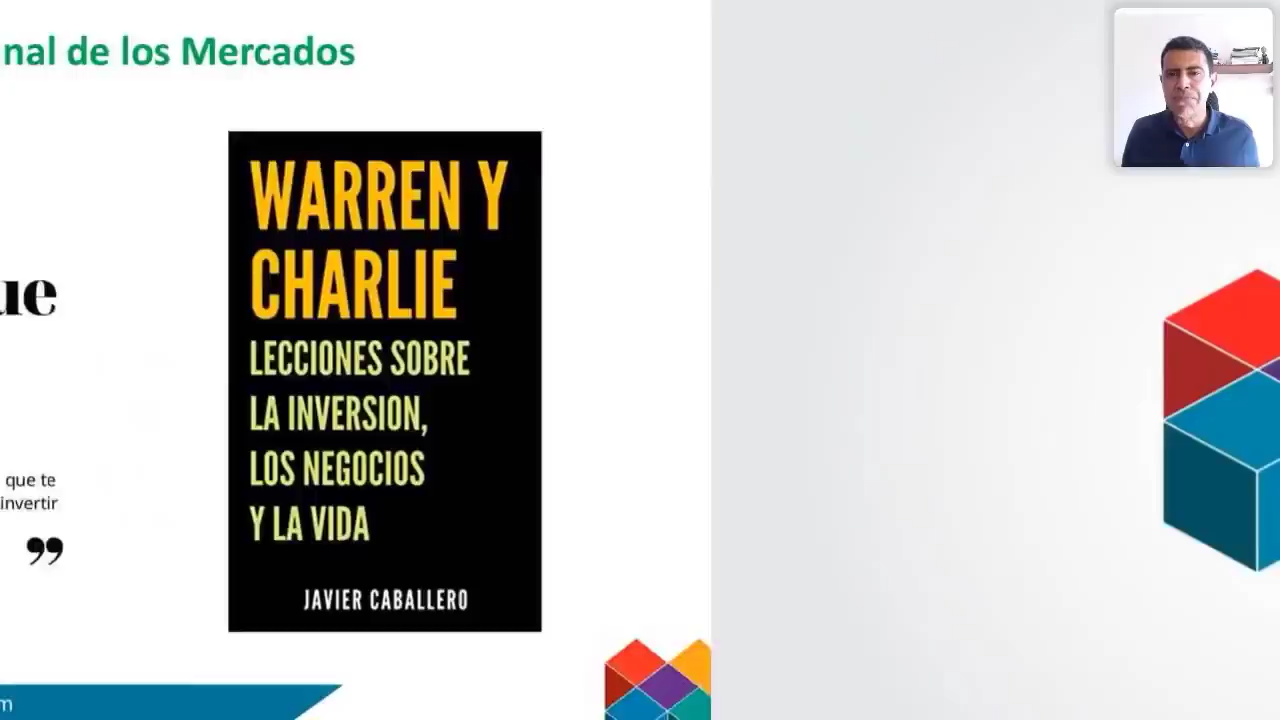 nal de los Mercados
WARREN Y
CHARLIE
LECCIONES SOBRE
LA INVERSION,
LOS NEGOCIOS
Y LA VIDA
JAVIER CABALLERO
ue
que te
invertir
”
m